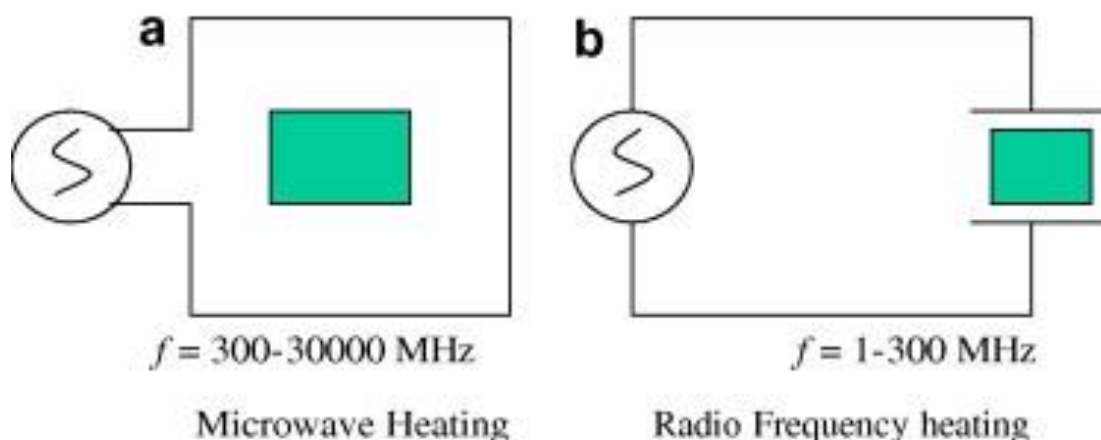 a
b
f = 300-30000 MHz
f = 1-300 MHz
Microwave Heating
Radio Frequency heating